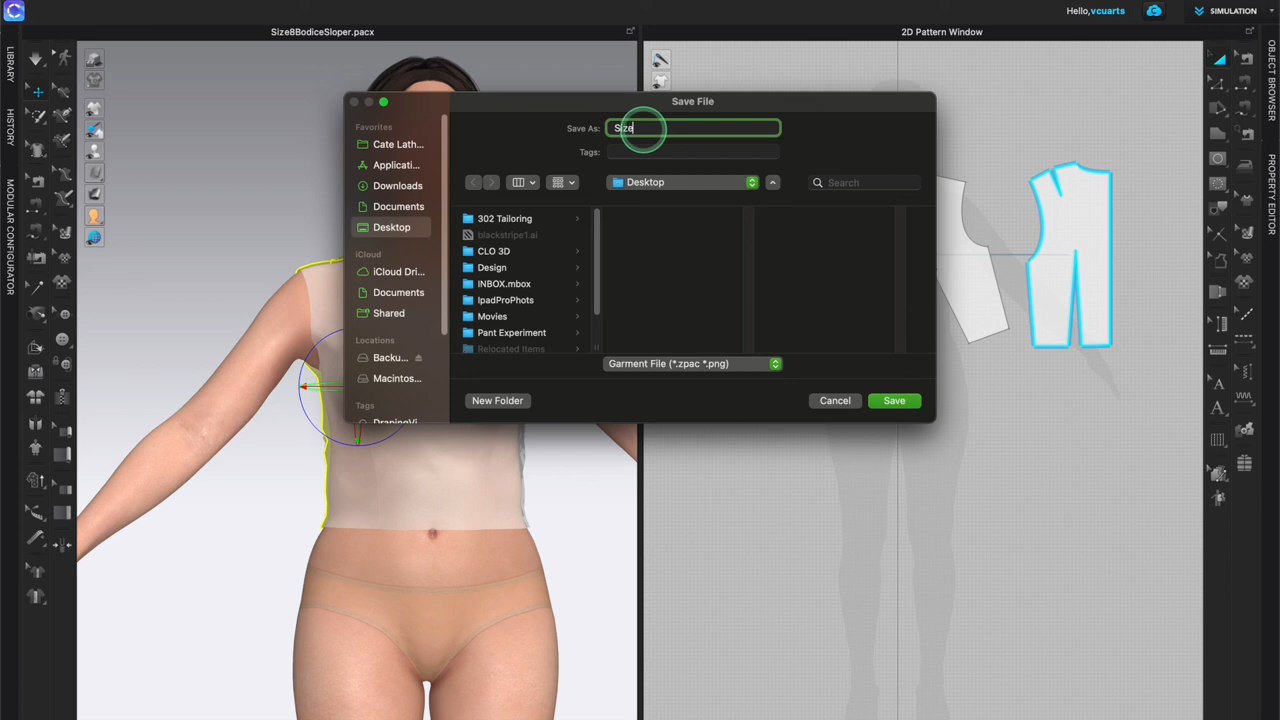 Hello, vcuarts
SIMULATION
Size8BodiceSloper.pacx
2D Pattern Window
LIBRARY
HISTORY
MODULAR CONFIGURATOR
OBJECT BROWSER
PROPERTY EDITOR
Save File
Save As: Size
Tags:
Desktop
Search
Favorites
Cate Lath...
Applicati...
Downloads
Documents
Desktop
iCloud
iCloud Dri...
Documents
Shared
Locations
Backu...
Macintos...
Tags
DrapingVi
302 Tailoring
blackstripe1.ai
CLO 3D
Design
INBOX.mbox
IpadProPhots
Movies
Pant Experiment
Relocated Items
Garment File (*.zpac *.png)
New Folder
Cancel
Save